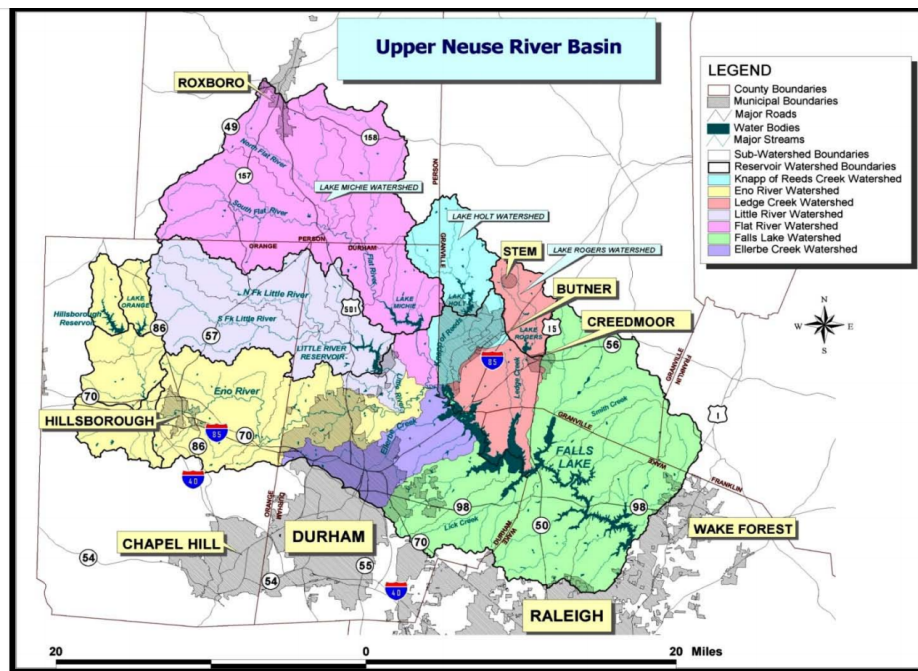 Upper Neuse River Basin
LEGEND
County Boundaries
Municipal Boundaries
Major Roads
Water Bodies
Major Streams
Sub-Watershed Boundaries
Reservoir Watershed Boundaries
Knapp of Reeds Creek Watershed
Eno River Watershed
Ledge Creek Watershed
Little River Watershed
Flat River Watershed
Falls Lake Watershed
Ellerbe Creek Watershed
ROXBORO
49
158
North Flat River
157
LAKE MICHIE WATERSHED
PERSON
South Flat River
LAKE HOLT WATERSHED
GRANVILLE
ORANGE
PERSON
DURHAM
Flat River
LAKE ROGERS WATERSHED
STEM
BUTNER
N Fk Little River
LAKE ORANGE
Hillsborough Reservoir
86
S Fk Little River
57
501
LAKE MICHIE
LAKE HOLT
LITTLE RIVER RESERVOIR
LAKE ROGERS
15
CREEDMOOR
56
85
Ledge Creek
GRANVILLE
FRANKLIN
1
N
W
E
S
70
Eno River
HILLSBOROUGH
86
85
70
40
Ellerbe Creek
Smith Creek
GRANVILLE
WAKE
FRANKLIN
FALLS LAKE
98
50
98
Lick Creek
DURHAM
WAKE
ORANGE
DURHAM
WAKE FOREST
CHAPEL HILL
DURHAM
70
54
54
55
40
RALEIGH
20
0
20 Miles